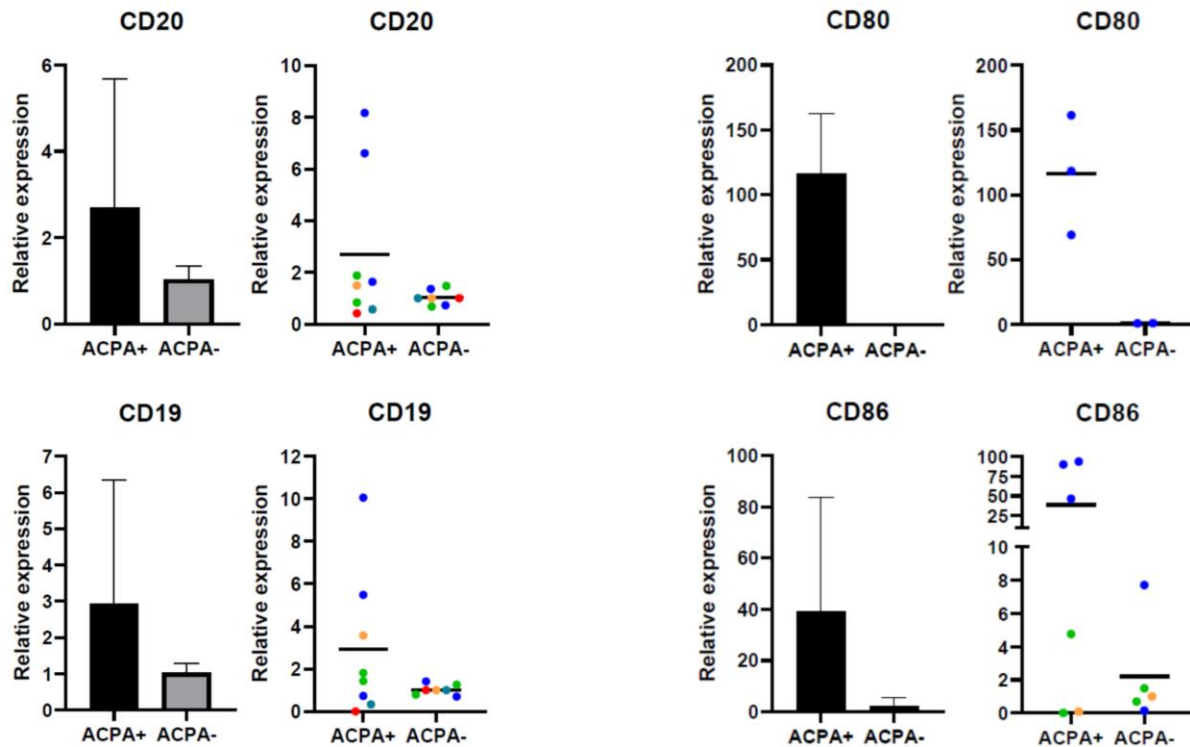 CD20
Relative expression
6
4
2
0
ACPA+ ACPA-
CD20
Relative expression
10
8
6
4
2
0
ACPA+ ACPA-
CD80
Relative expression
200
150
100
50
0
ACPA+ ACPA-
CD80
Relative expression
200
150
100
50
0
ACPA+ ACPA-
CD19
Relative expression
7
6
5
4
3
2
1
0
ACPA+ ACPA-
CD19
Relative expression
12
10
8
6
4
2
0
ACPA+ ACPA-
CD86
Relative expression
100
80
60
40
20
0
ACPA+ ACPA-
CD86
Relative expression
100
75
50
25
10
8
6
4
2
0
ACPA+ ACPA-